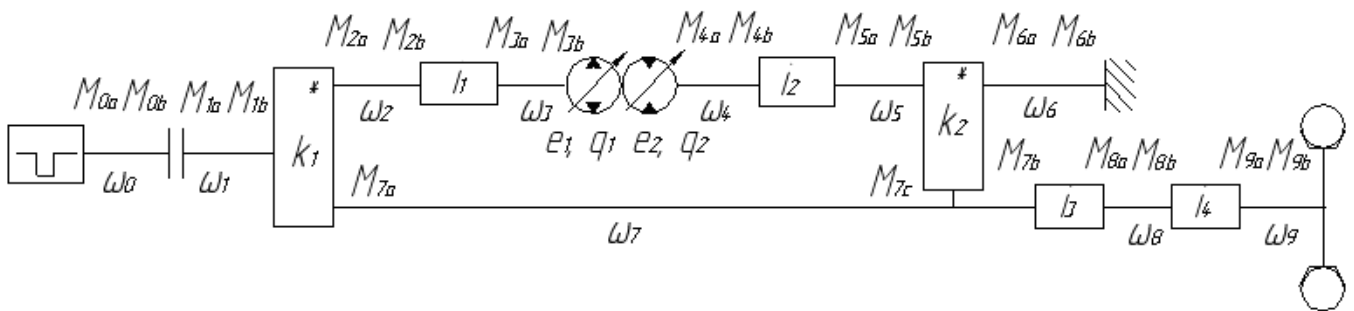 M2a M2b M3a M3b M4a M4b M5a M5b M6a M6b
M0a M0b M1a M1b * i1 i2 *
ω2 ω3 ω4 ω5 ω6
k1 e1, q1 e2, q2 k2
ω0 ω1 M7a M7c M7b M8a M8b M9a M9b
i3 i4
ω7 ω8 ω9